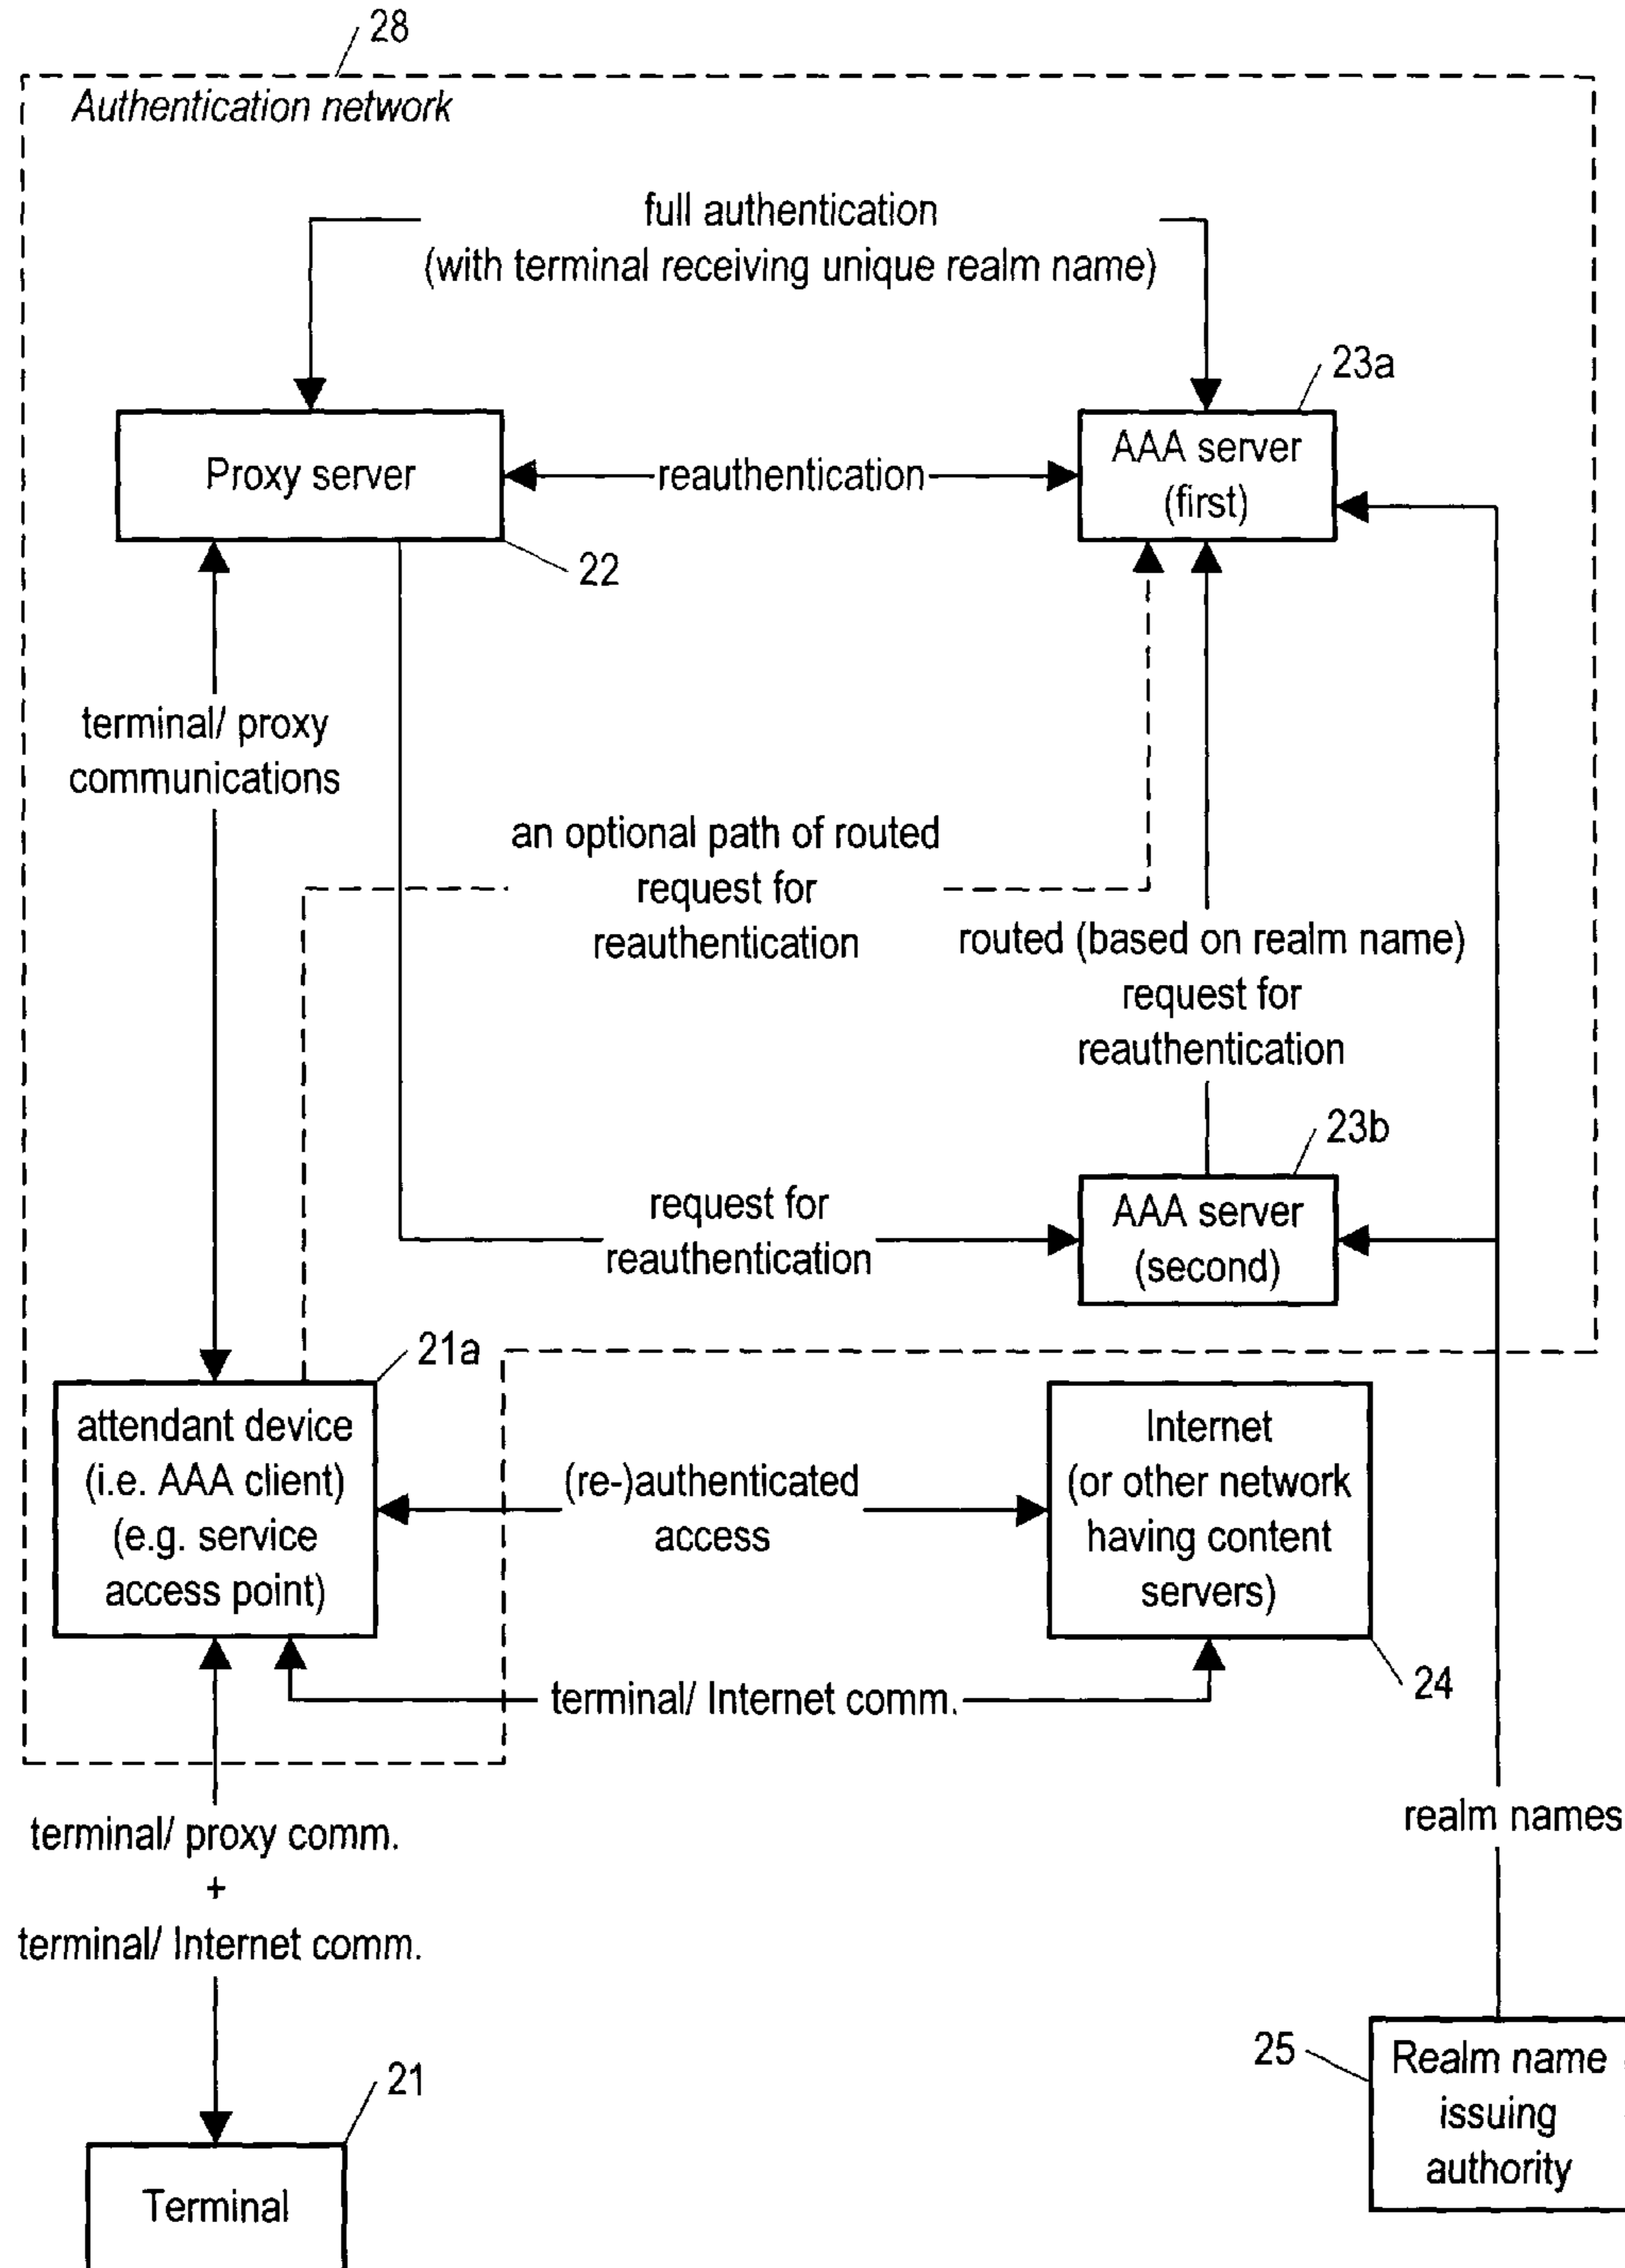 28
Authentication network
full authentication
(with terminal receiving unique realm name)
23a
Proxy server
reauthentication
AAA server
(first)
22
terminal/ proxy
communications
an optional path of routed
request for
reauthentication
routed (based on realm name)
request for
reauthentication
23b
request for
reauthentication
AAA server
(second)
21a
attendant device
(i.e. AAA client)
(e.g. service
access point)
(re-)authenticated
access
Internet
(or other network
having content
servers)
24
terminal/ Internet comm.
terminal/ proxy comm.
+
terminal/ Internet comm.
realm names
25
Realm name
issuing
authority
21
Terminal